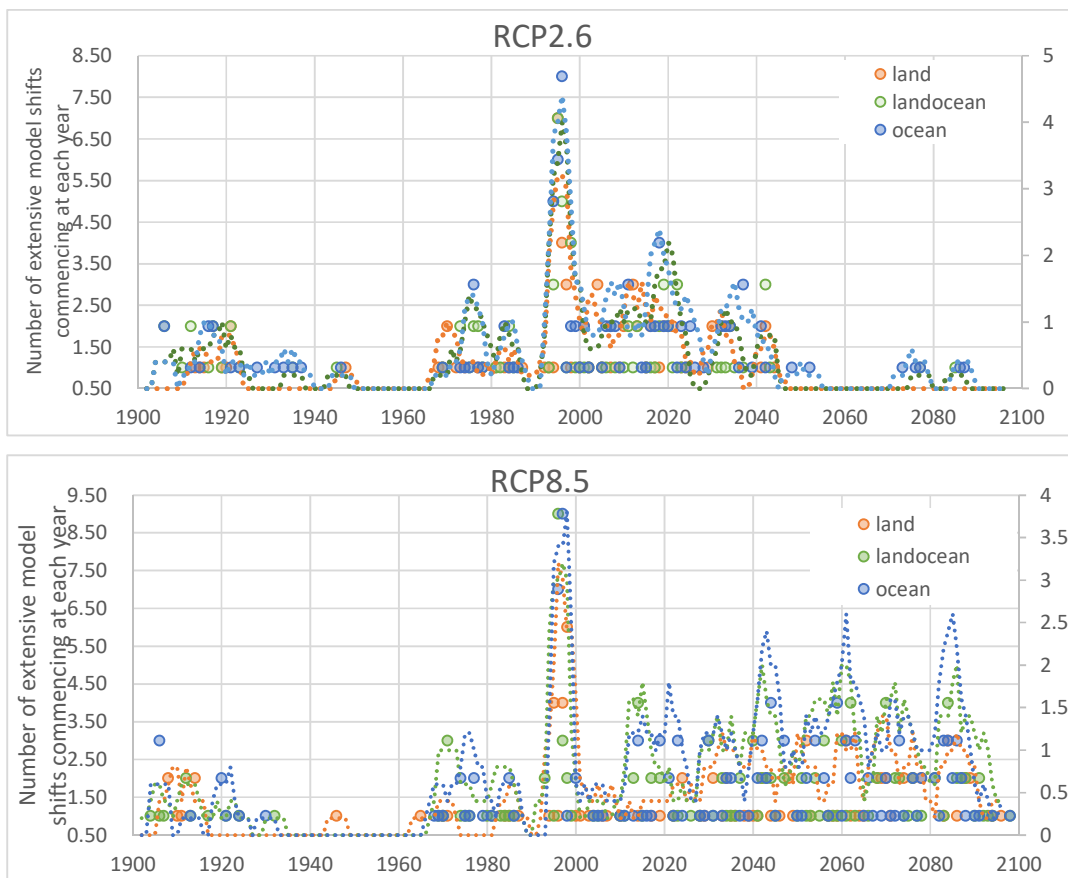 RCP2.6
Number of extensive model shifts
commencing at each year
8.50
7.50
6.50
5.50
4.50
3.50
2.50
1.50
0.50
5
4
3
2
1
0
land
landocean
ocean
1900 1920 1940 1960 1980 2000 2020 2040 2060 2080 2100
RCP8.5
Number of extensive model
shifts commencing at each year
9.50
8.50
7.50
6.50
5.50
4.50
3.50
2.50
1.50
0.50
4
3.5
3
2.5
2
1.5
1
0.5
0
land
landocean
ocean
1900 1920 1940 1960 1980 2000 2020 2040 2060 2080 2100